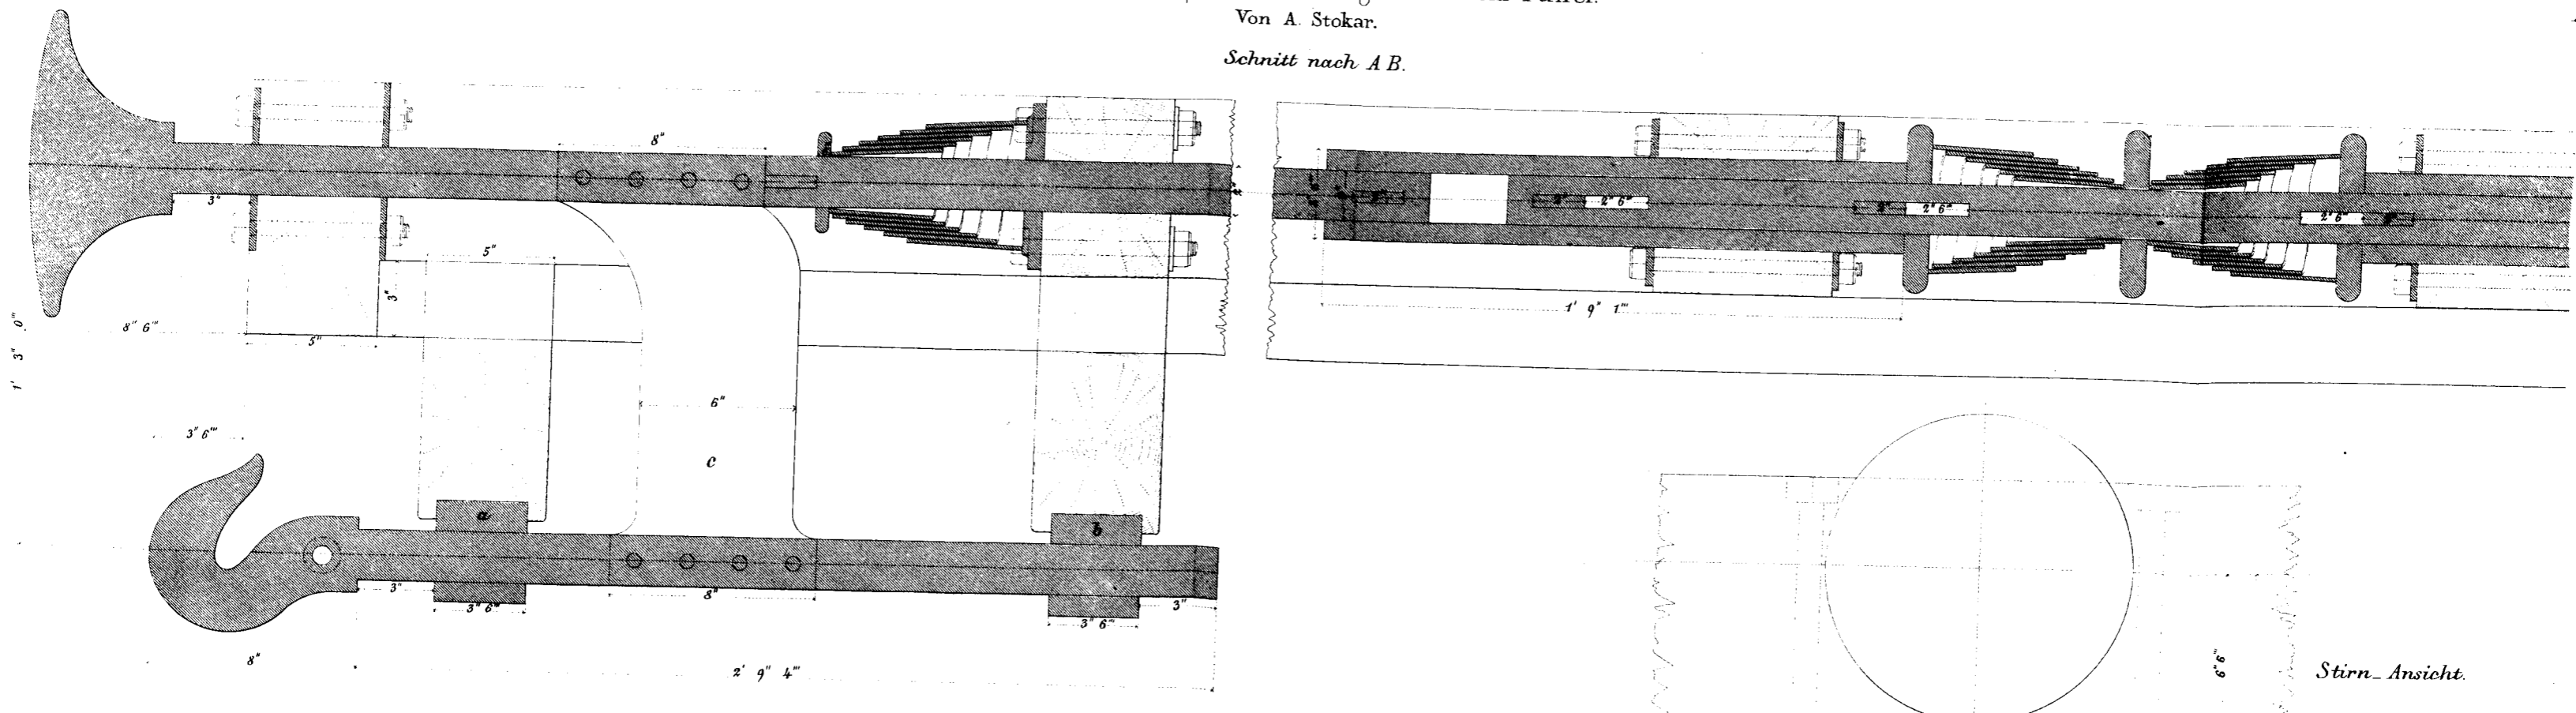 Von A. Stokar.
Schnitt nach A B.
8"
3"
5"
3"
8" 6'"
5"
1' 3" 0'"
6"
3" 6'"
c
a
b
3"
3" 6'"
8"
3" 6'"
3"
8"
2' 9" 4'"
2" 6'"
2" 6'"
2" 6'"
1' 9" 1'"
6" 6'"
Stirn_ Ansicht.